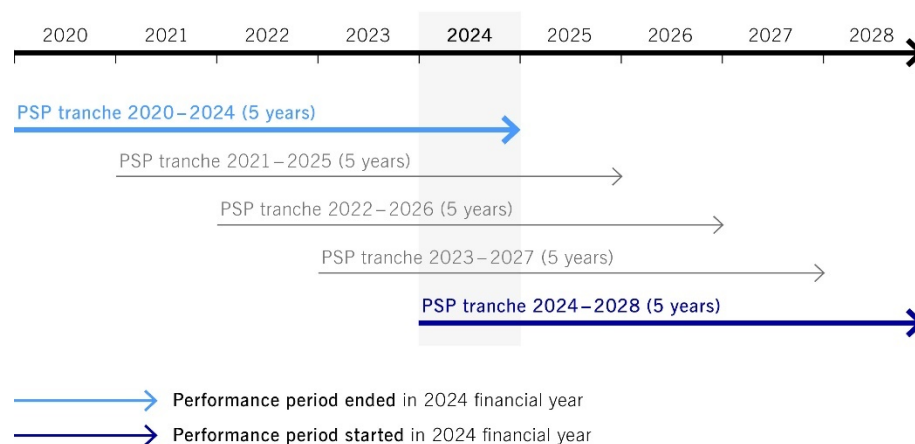 2020 2021 2022 2023 2024 2025 2026 2027 2028
PSP tranche 2020–2024 (5 years)
PSP tranche 2021–2025 (5 years)
PSP tranche 2022–2026 (5 years)
PSP tranche 2023–2027 (5 years)
PSP tranche 2024–2028 (5 years)
Performance period ended in 2024 financial year
Performance period started in 2024 financial year